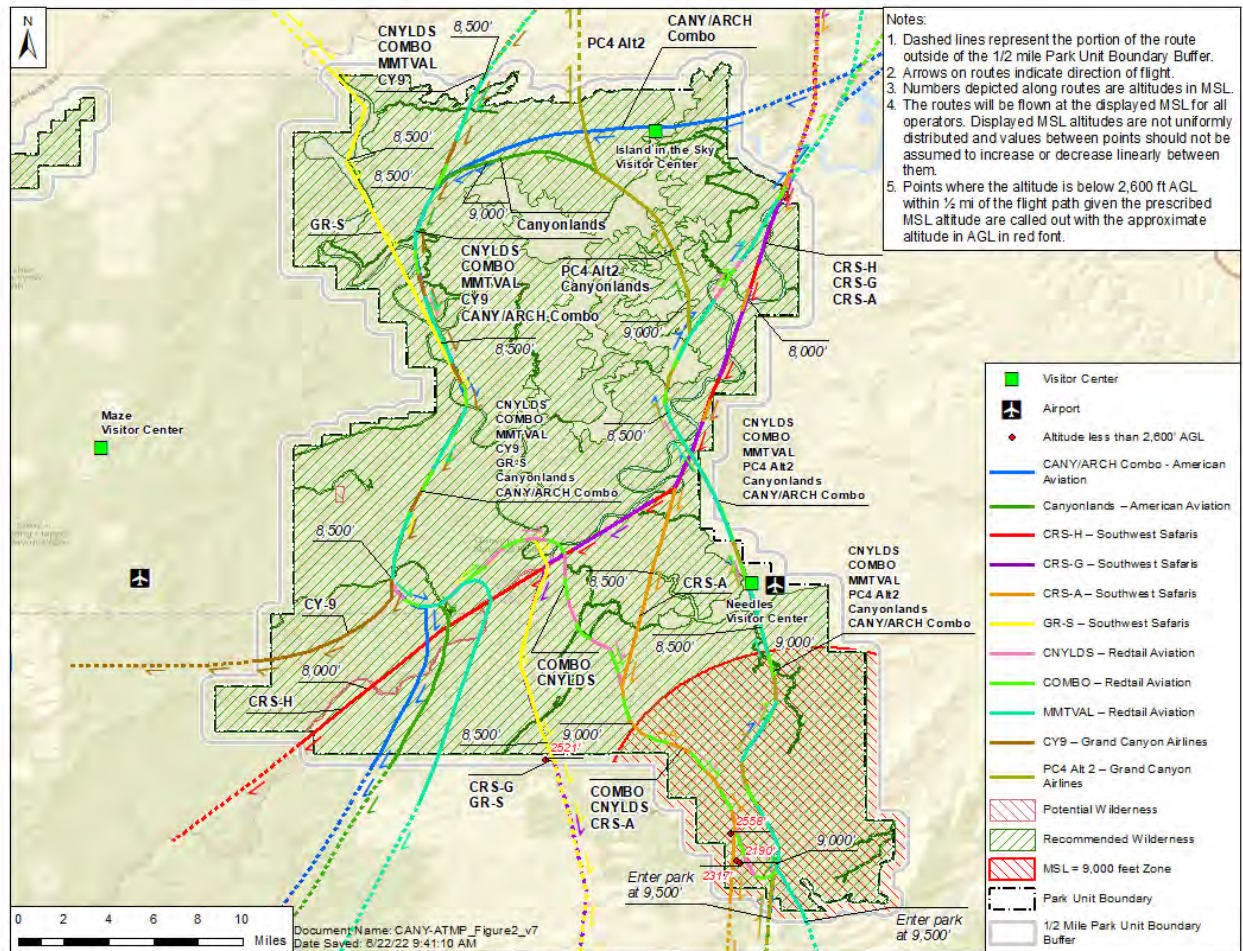 N
CNYLDS
COMBO
MMTVAL
CY9
8,500'
PC4 Alt2
CANY/ARCH
Combo
Notes:
1. Dashed lines represent the portion of the route
outside of the 1/2 mile Park Unit Boundary Buffer.
2. Arrows on routes indicate direction of flight.
3. Numbers depicted along routes are altitudes in MSL.
4. The routes will be flown at the displayed MSL for all
operators. Displayed MSL altitudes are not uniformly
distributed and values between points should not be
assumed to increase or decrease linearly between
them.
5. Points where the altitude is below 2,600 ft AGL
within ½ mi of the flight path given the prescribed
MSL altitude are called out with the approximate
altitude in AGL in red font.
8,500'
8,500'
Island in the Sky
Visitor Center
9,000'
Canyonlands
GR-S
CNYLDS
COMBO
MMTVAL
CY9
CANY/ARCH Combo
PC4 Alt2
Canyonlands
CRS-H
CRS-G
CRS-A
9,000'
8,500'
8,000'
Maze
Visitor Center
CNYLDS
COMBO
MMTVAL
CY9
GR-S
Canyonlands
CANY/ARCH Combo
8,500'
CNYLDS
COMBO
MMTVAL
PC4 Alt2
Canyonlands
CANY/ARCH Combo
8,500'
CY-9
8,500'
CRS-A
Needles
Visitor Center
CNYLDS
COMBO
MMTVAL
PC4 Alt2
Canyonlands
CANY/ARCH Combo
8,500'
9,000'
COMBO
CNYLDS
8,000'
CRS-H
8,500'
9,000'
2521'
CRS-G
GR-S
COMBO
CNYLDS
CRS-A
2558'
2190'
9,000'
2317'
Enter park
at 9,500'
Enter park
at 9,500'
Visitor Center
Airport
Altitude less than 2,600' AGL
CANY/ARCH Combo - American
Aviation
Canyonlands – American Aviation
CRS-H – Southwest Safaris
CRS-G – Southwest Safaris
CRS-A – Southwest Safaris
GR-S – Southwest Safaris
CNYLDS – Redtail Aviation
COMBO – Redtail Aviation
MMTVAL – Redtail Aviation
CY9 – Grand Canyon Airlines
PC4 Alt 2 – Grand Canyon
Airlines
Potential Wilderness
Recommended Wilderness
MSL = 9,000 feet Zone
Park Unit Boundary
1/2 Mile Park Unit Boundary
Buffer
0 2 4 6 8 10
Miles
Document Name: CANY-ATMP_Figure2_v7
Date Saved: 6/22/22 9:41:10 AM